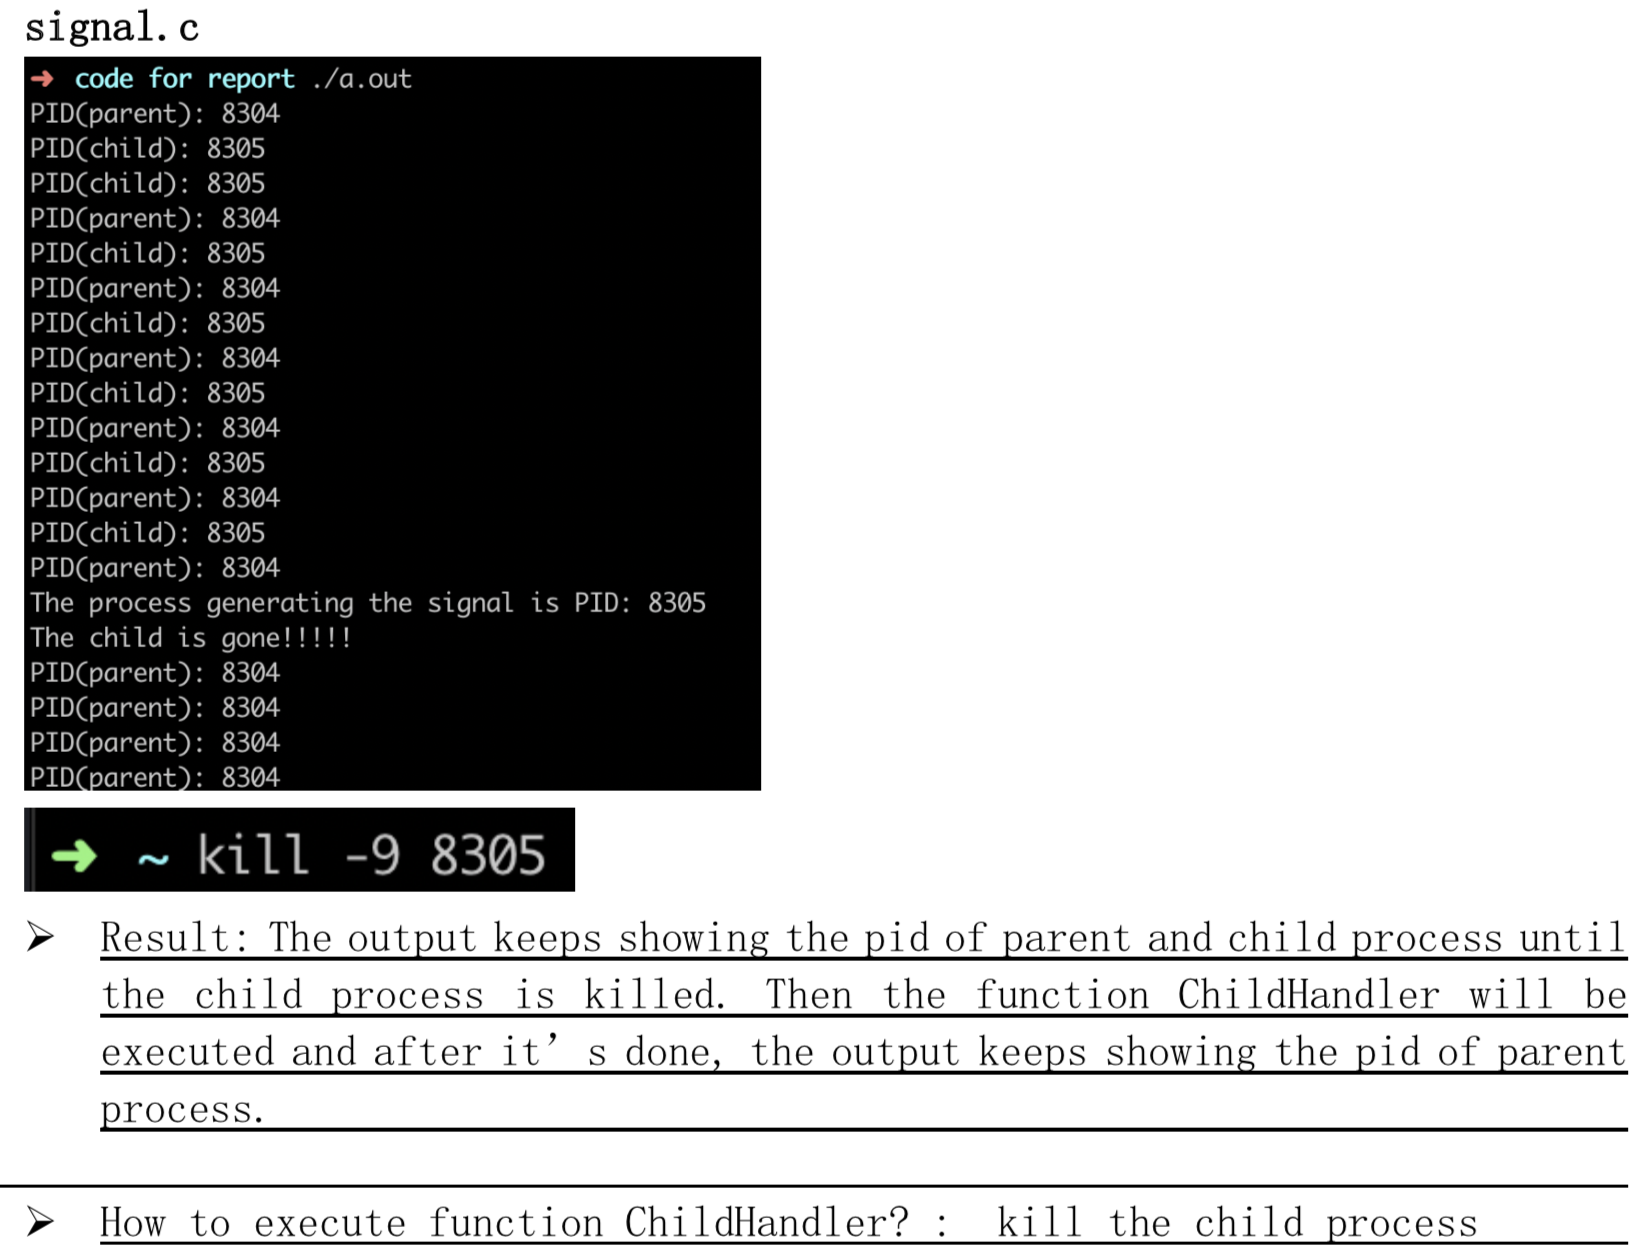 signal.c
➜ code for report ./a.out
PID(parent): 8304
PID(child): 8305
PID(child): 8305
PID(parent): 8304
PID(child): 8305
PID(parent): 8304
PID(child): 8305
PID(parent): 8304
PID(child): 8305
PID(parent): 8304
PID(child): 8305
PID(parent): 8304
PID(child): 8305
PID(parent): 8304
The process generating the signal is PID: 8305
The child is gone!!!!!
PID(parent): 8304
PID(parent): 8304
PID(parent): 8304
PID(parent): 8304
➜ ~ kill -9 8305
➢ Result: The output keeps showing the pid of parent and child process until
the child process is killed. Then the function ChildHandler will be
executed and after it’s done, the output keeps showing the pid of parent
process.
➢ How to execute function ChildHandler? : kill the child process